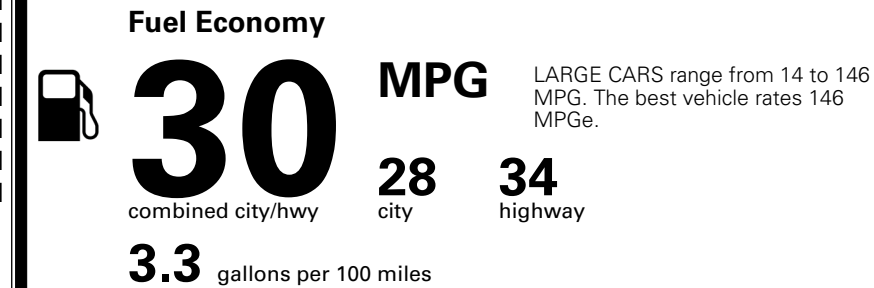 Fuel Economy
30 MPG
LARGE CARS range from 14 to 146
MPG. The best vehicle rates 146
MPGe.
28 34
combined city/hwy city highway
3.3 gallons per 100 miles